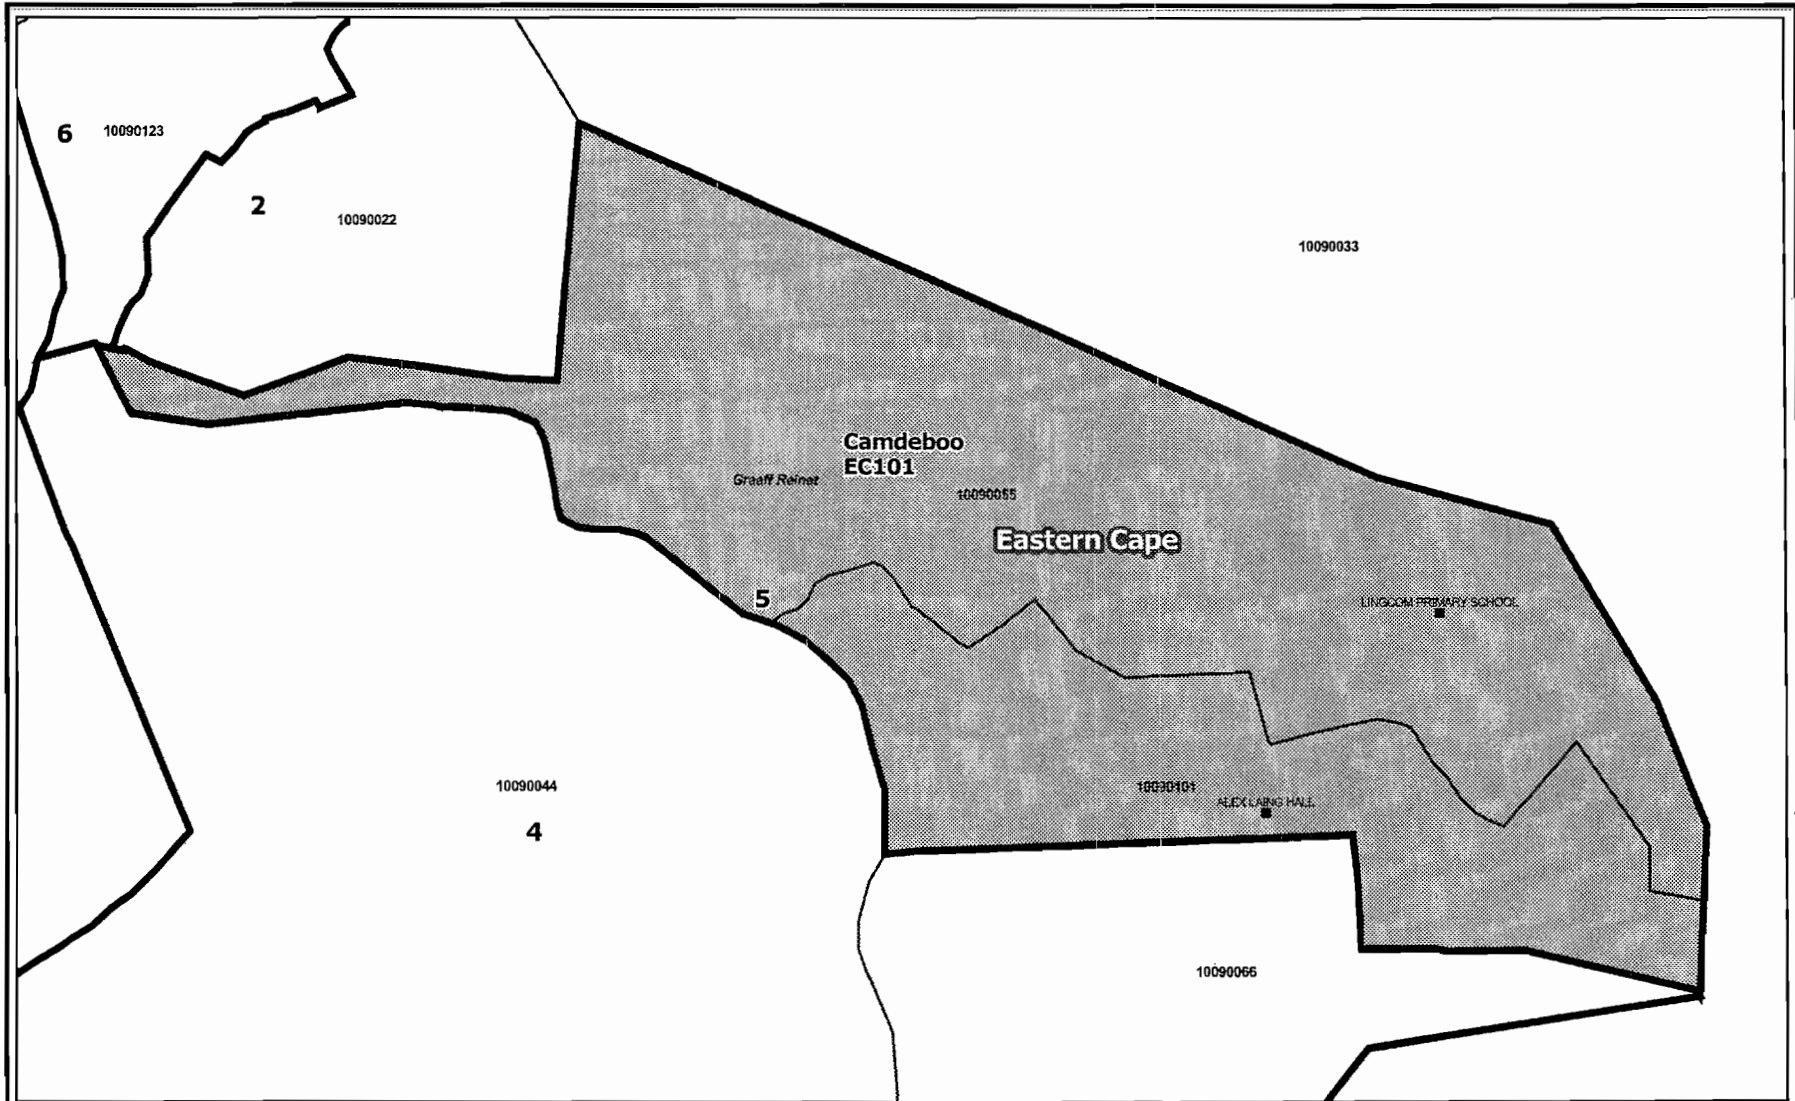 6
10090123
2
10090022
10090033
Camdeboo
EC101
Graaff Reinet
10090055
Eastern Cape
5
LINGCOM PRIMARY SCHOOL
10090044
10090101
ALEX LAING HALL
4
10090066